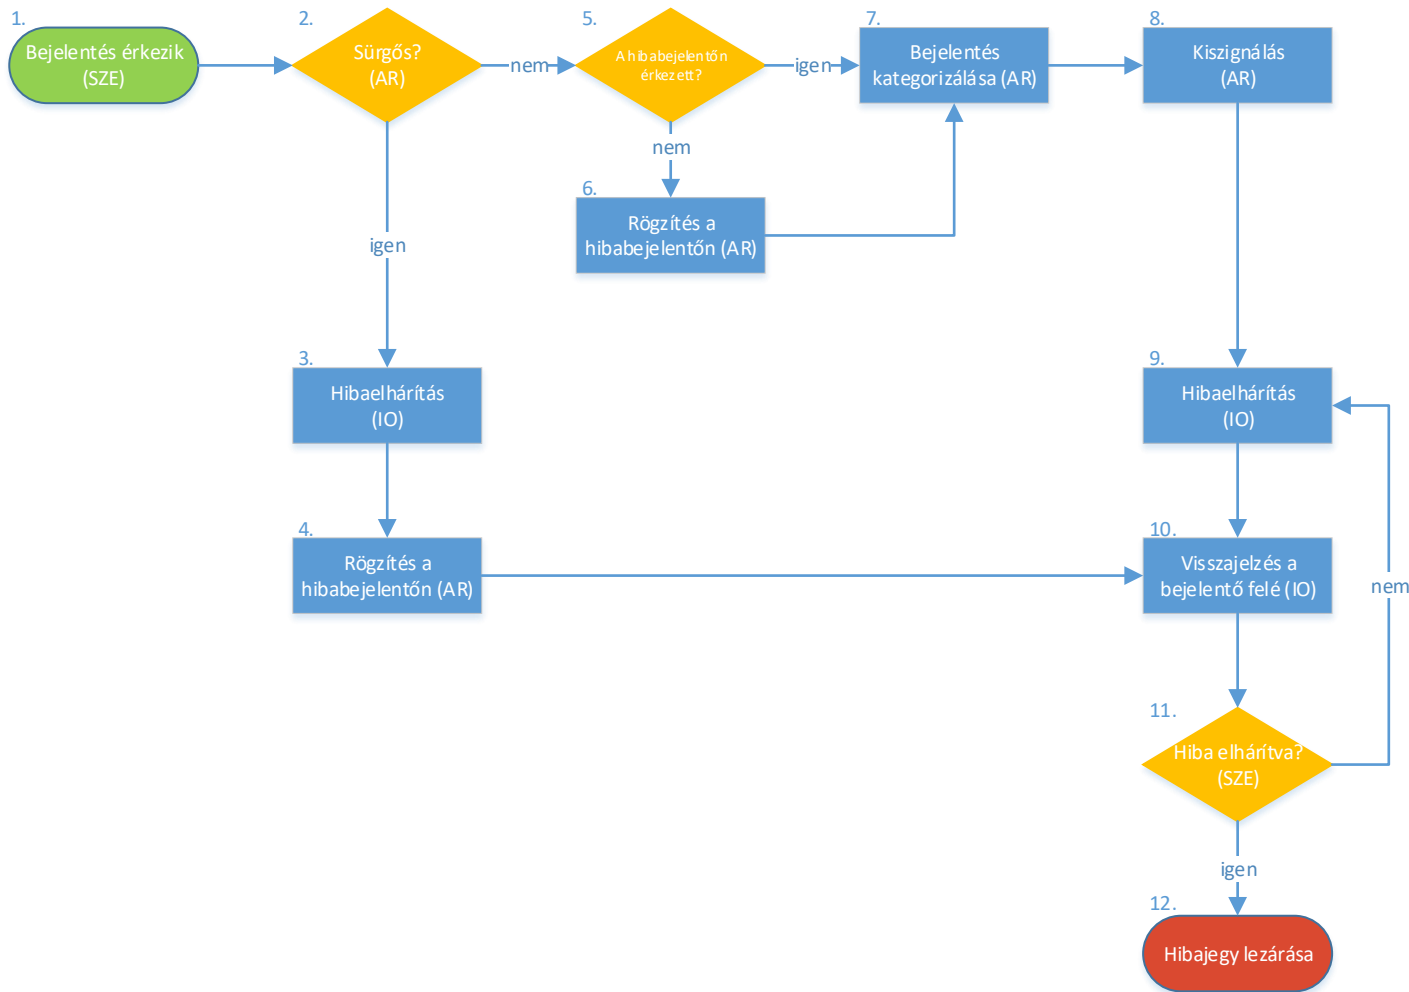 1.
Bejelentés érkezik
(SZE)
2.
Sürgős?
(AR)
nem
5.
A hibabejelentőn
érkezett?
igen
7.
Bejelentés
kategorizálása (AR)
8.
Kiszignálás
(AR)
nem
6.
Rögzítés a
hibabejelentőn (AR)
igen
3.
Hibaelhárítás
(IO)
9.
Hibaelhárítás
(IO)
4.
Rögzítés a
hibabejelentőn (AR)
10.
Visszajelzés a
bejelentő felé (IO)
nem
11.
Hiba elhárítva?
(SZE)
igen
12.
Hibajegy lezárása